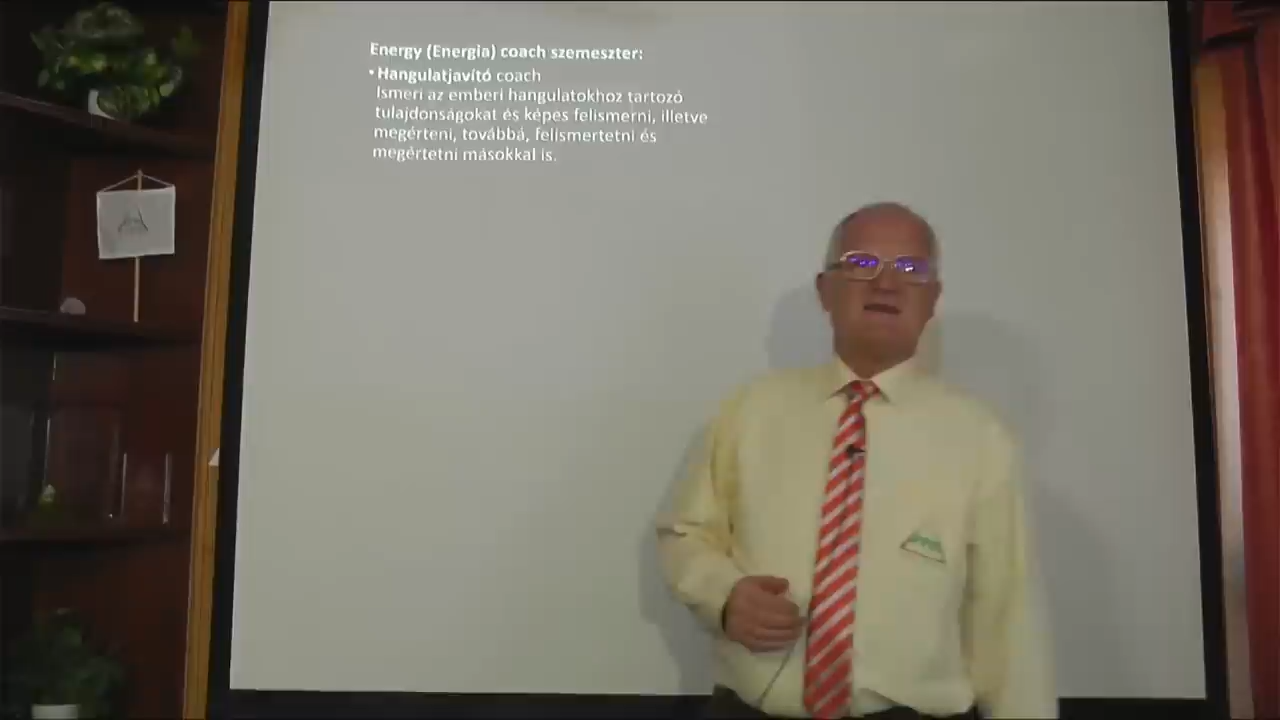 Energy (Energia) coach szemeszter:
• Hangulatjavító coach
Ismeri az emberi hangulatokhoz tartozó
tulajdonságokat és képes felismerni, illetve
megérteni, továbbá, felismertetni és
megértetni másokkal is.